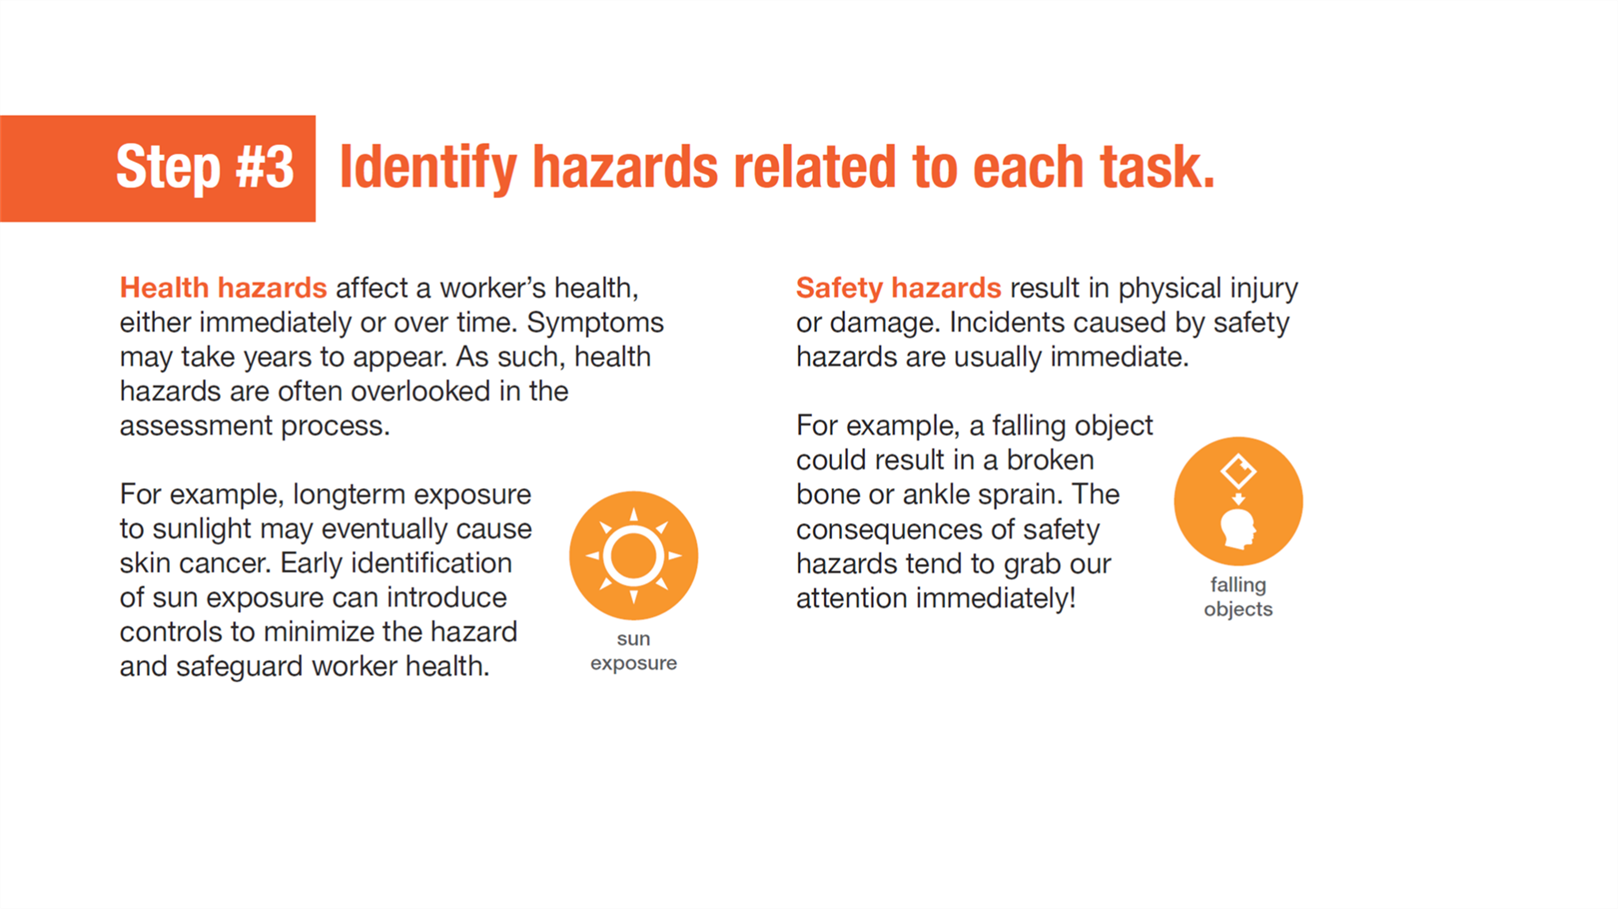 Step #3 Identify hazards related to each task.
Health hazards affect a worker’s health,
either immediately or over time. Symptoms
may take years to appear. As such, health
hazards are often overlooked in the
assessment process.
For example, longterm exposure
to sunlight may eventually cause
skin cancer. Early identification
of sun exposure can introduce
controls to minimize the hazard
and safeguard worker health.
sun
exposure
Safety hazards result in physical injury
or damage. Incidents caused by safety
hazards are usually immediate.
For example, a falling object
could result in a broken
bone or ankle sprain. The
consequences of safety
hazards tend to grab our
attention immediately!
falling
objects